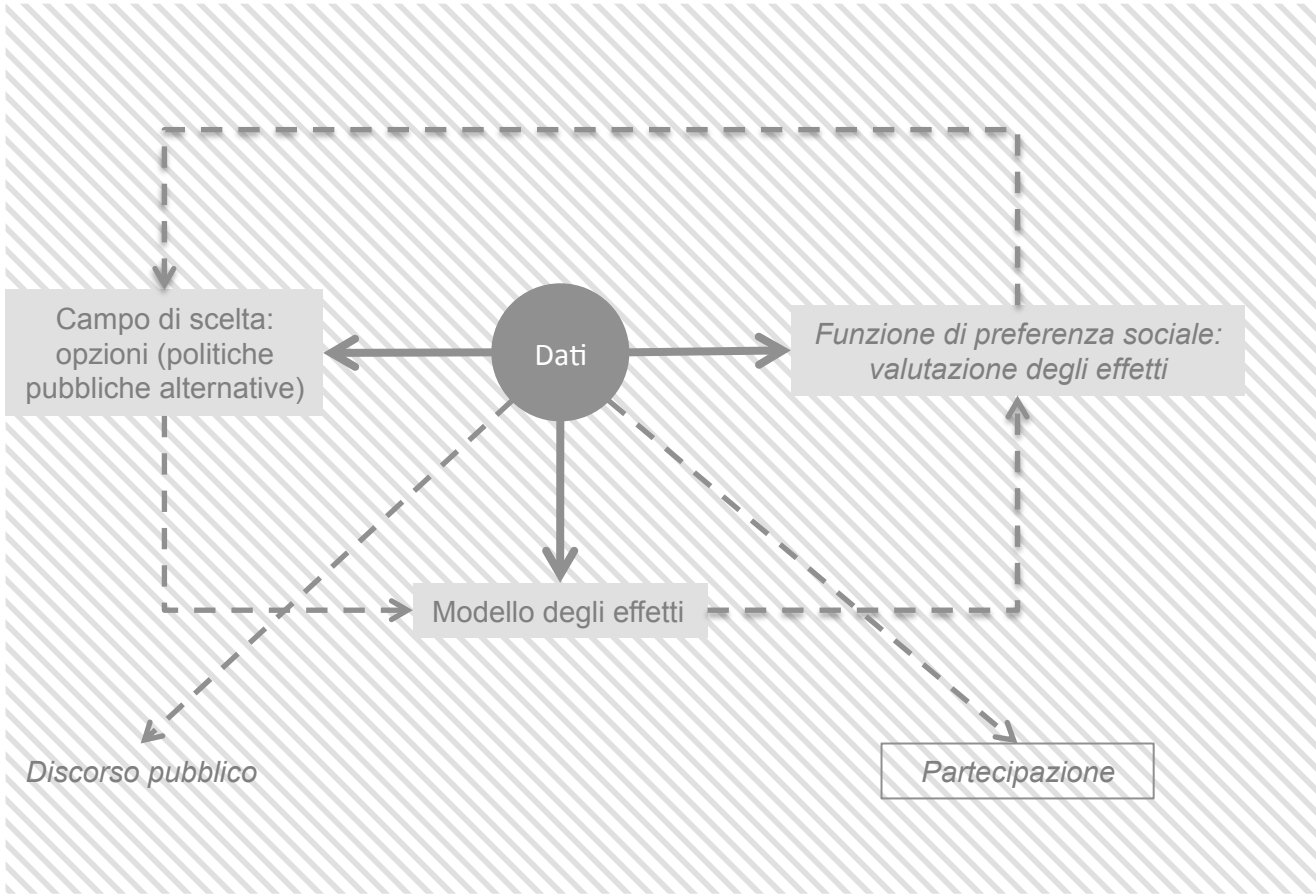 Campo di scelta:
opzioni (politiche
pubbliche alternative)
Dati
Funzione di preferenza sociale:
valutazione degli effetti
Modello degli effetti
Discorso pubblico
Partecipazione